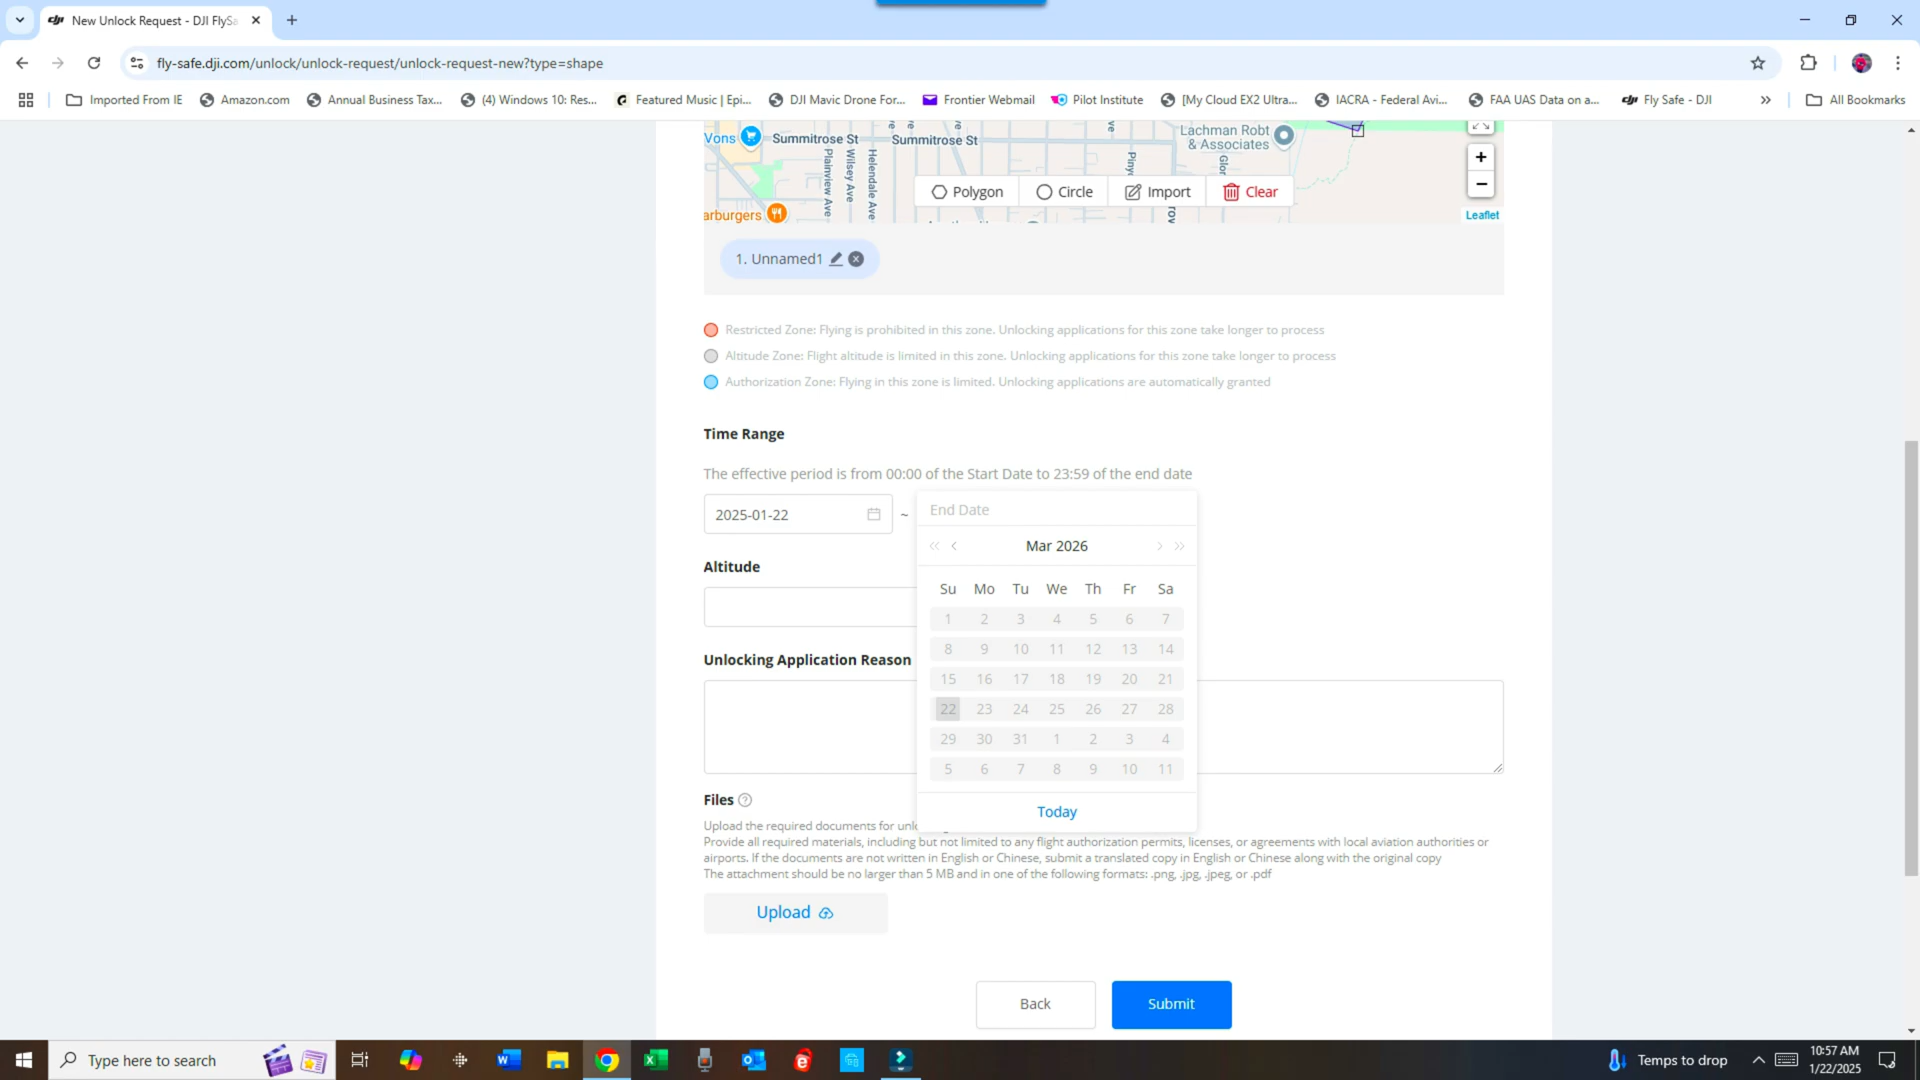 New Unlock Request - DJI FlySa
fly-safe.dji.com/unlock/unlock-request/unlock-request-new?type=shape
Imported From IE
Amazon.com
Annual Business Tax...
(4) Windows 10: Res...
Featured Music | Epi...
DJI Mavic Drone For...
Frontier Webmail
Pilot Institute
[My Cloud EX2 Ultra...
IACRA - Federal Avi...
FAA UAS Data on a...
Fly Safe - DJI
All Bookmarks
Vons
Summitrose St
Summitrose St
Lachman Robt
& Associates
Plainview Ave
Wilsey Ave
Helendale Ave
arburgers
Polygon
Circle
Import
Clear
+
−
Leaflet
1. Unnamed1
Restricted Zone: Flying is prohibited in this zone. Unlocking applications for this zone take longer to process
Altitude Zone: Flight altitude is limited in this zone. Unlocking applications for this zone take longer to process
Authorization Zone: Flying in this zone is limited. Unlocking applications are automatically granted
Time Range
The effective period is from 00:00 of the Start Date to 23:59 of the end date
2025-01-22
~
End Date
Mar 2026
Su Mo Tu We Th Fr Sa
1 2 3 4 5 6 7
8 9 10 11 12 13 14
15 16 17 18 19 20 21
22 23 24 25 26 27 28
29 30 31 1 2 3 4
5 6 7 8 9 10 11
Today
Altitude
Unlocking Application Reason
Files
Upload the required documents for
Provide all required materials, including but not limited to any flight authorization permits, licenses, or agreements with local aviation authorities or
airports. If the documents are not written in English or Chinese, submit a translated copy in English or Chinese along with the original copy
The attachment should be no larger than 5 MB and in one of the following formats: .png, .jpg, .jpeg, or .pdf
Upload
Back
Submit
Type here to search
Temps to drop
10:57 AM
1/22/2025